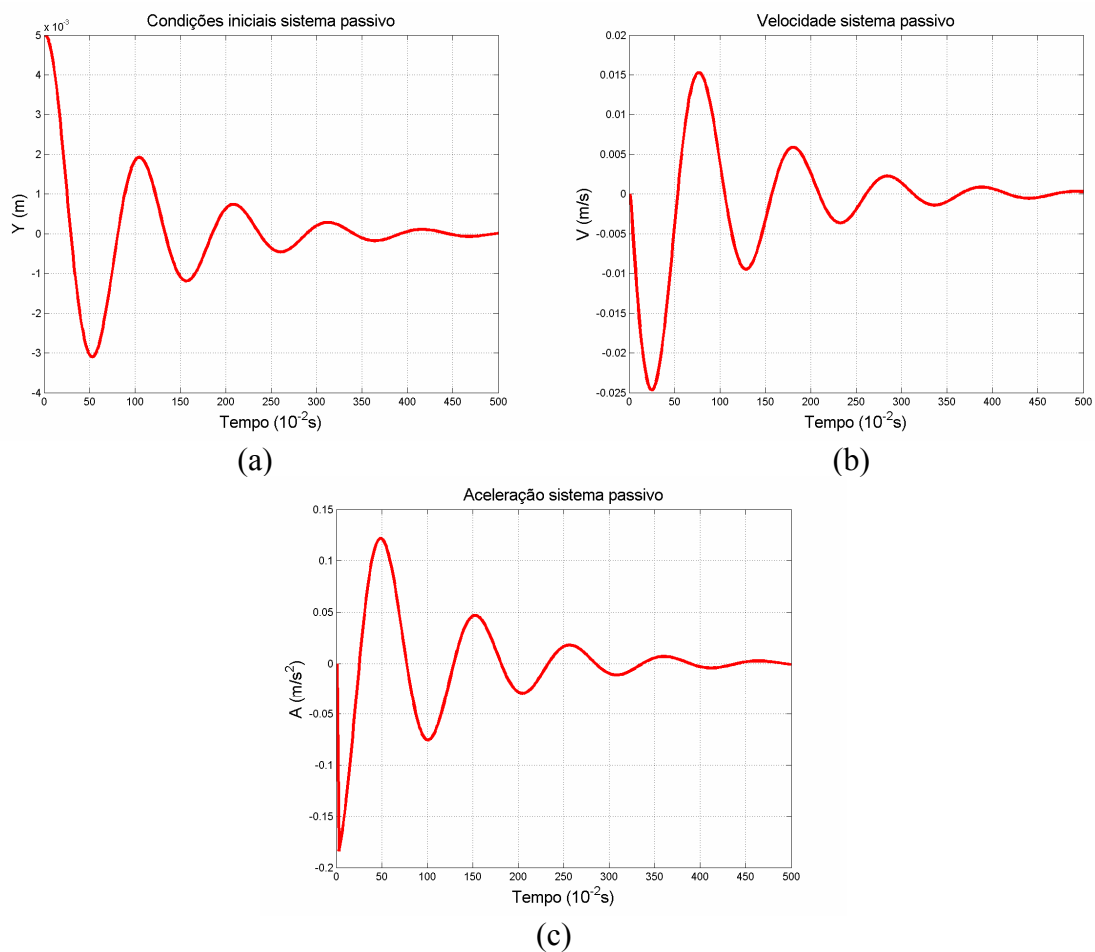 Condições iniciais sistema passivo
x 10^-3
5
4
3
2
1
0
-1
-2
-3
-4
Y (m)
0 50 100 150 200 250 300 350 400 450 500
Tempo (10^-2s)
(a)
Velocidade sistema passivo
0.02
0.015
0.01
0.005
0
-0.005
-0.01
-0.015
-0.02
-0.025
V (m/s)
0 50 100 150 200 250 300 350 400 450 500
Tempo (10^-2s)
(b)
Aceleração sistema passivo
0.15
0.1
0.05
0
-0.05
-0.1
-0.15
-0.2
A (m/s²)
0 50 100 150 200 250 300 350 400 450 500
Tempo (10^-2s)
(c)